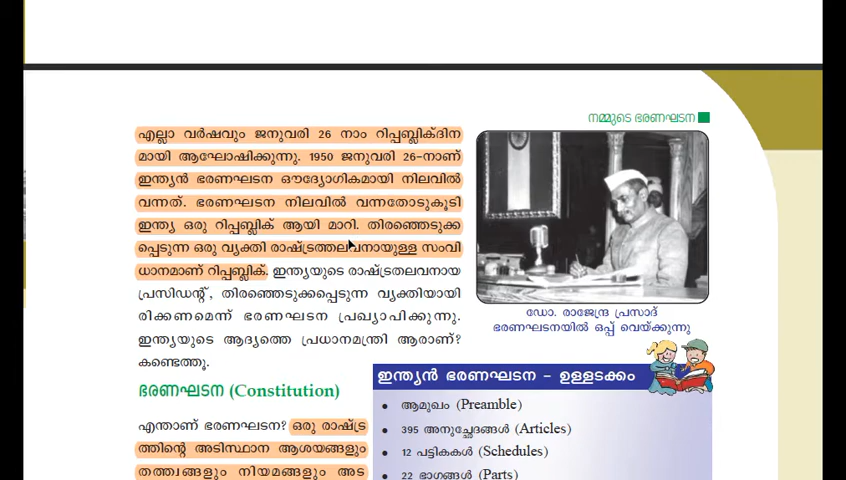 നമ്മുടെ ഭരണഘടന
എല്ലാ വർഷവും ജനുവരി 26 നാം റിപ്പബ്ലിക്ദിന
മായി ആഘോഷിക്കുന്നു. 1950 ജനുവരി 26-നാണ്
ഇന്ത്യൻ ഭരണഘടന ഔദ്യോഗികമായി നിലവിൽ
വന്നത്. ഭരണഘടന നിലവിൽ വന്നതോടുകൂടി
ഇന്ത്യ ഒരു റിപ്പബ്ലിക് ആയി മാറി. തിരഞ്ഞെടുക്ക
പ്പെടുന്ന ഒരു വ്യക്തി രാഷ്ട്രത്തലവനായുള്ള സംവി
ധാനമാണ് റിപ്പബ്ലിക്. ഇന്ത്യയുടെ രാഷ്ട്രതലവനായ
പ്രസിഡന്റ്, തിരഞ്ഞെടുക്കപ്പെടുന്ന വ്യക്തിയായി
രിക്കണമെന്ന് ഭരണഘടന പ്രഖ്യാപിക്കുന്നു.
ഇന്ത്യയുടെ ആദ്യത്തെ പ്രധാനമന്ത്രി ആരാണ്?
കണ്ടെത്തൂ.
ഡോ. രാജേന്ദ്ര പ്രസാദ്
ഭരണഘടനയിൽ ഒപ്പ് വെയ്ക്കുന്നു
ഭരണഘടന (Constitution)
എന്താണ് ഭരണഘടന? ഒരു രാഷ്ട്ര
ത്തിന്റെ അടിസ്ഥാന ആശയങ്ങളും
തത്ത്വങ്ങളും നിയമങ്ങളും അട
ഇന്ത്യൻ ഭരണഘടന – ഉള്ളടക്കം
• ആമുഖം (Preamble)
• 395 അനുച്ഛേദങ്ങൾ (Articles)
• 12 പട്ടികകൾ (Schedules)
• 22 ഭാഗങ്ങൾ (Parts)